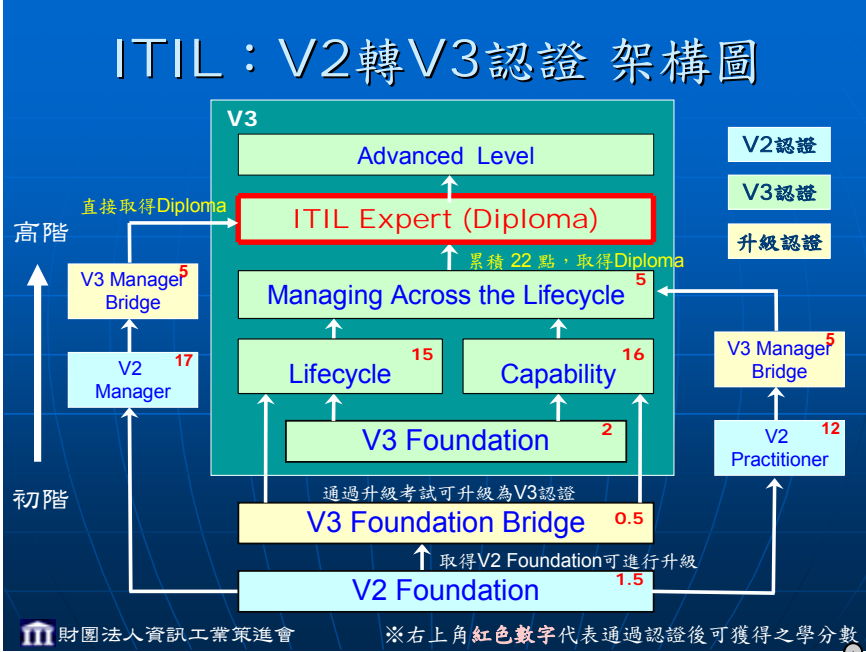 ITIL：V2轉V3認證 架構圖
V3
Advanced Level
V2認證
V3認證
升級認證
直接取得Diploma
ITIL Expert (Diploma)
高階
累積 22 點，取得Diploma
V3 Manager
Bridge
5
Managing Across the Lifecycle
5
V2
Manager
17
Lifecycle
15
Capability
16
V3 Manager
Bridge
5
V3 Foundation
2
V2
Practitioner
12
初階
通過升級考試可升級為V3認證
V3 Foundation Bridge
0.5
取得V2 Foundation可進行升級
V2 Foundation
1.5
財團法人資訊工業策進會
※右上角紅色數字代表通過認證後可獲得之學分數